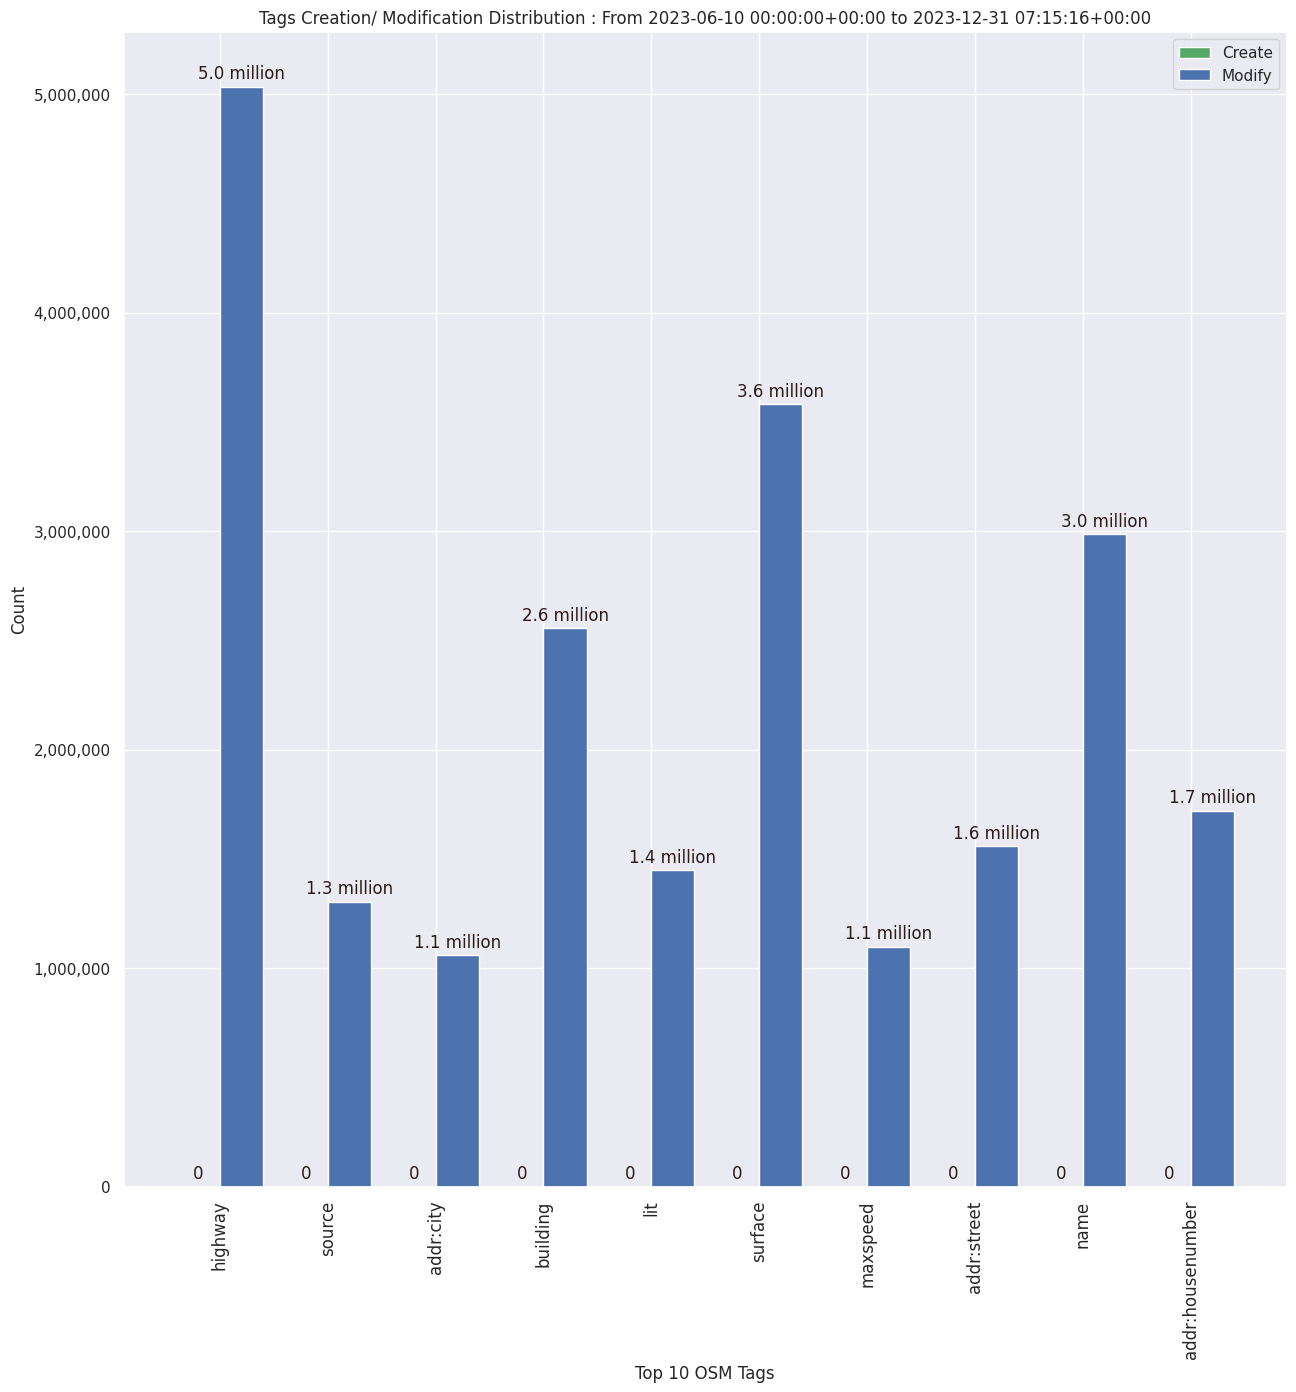 Tags Creation/ Modification Distribution : From 2023-06-10 00:00:00+00:00 to 2023-12-31 07:15:16+00:00
Create
Modify
5,000,000
4,000,000
3,000,000
2,000,000
1,000,000
0
Count
5.0 million
1.3 million
1.1 million
2.6 million
1.4 million
3.6 million
1.1 million
1.6 million
3.0 million
1.7 million
0
0
0
0
0
0
0
0
0
0
highway
source
addr:city
building
lit
surface
maxspeed
addr:street
name
addr:housenumber
Top 10 OSM Tags